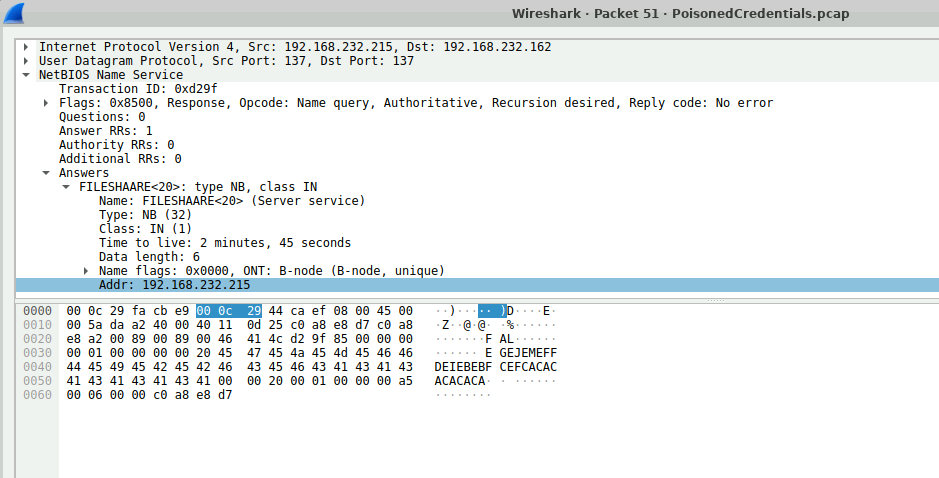 Wireshark · Packet 51 · PoisonedCredentials.pcap
Internet Protocol Version 4, Src: 192.168.232.215, Dst: 192.168.232.162
User Datagram Protocol, Src Port: 137, Dst Port: 137
NetBIOS Name Service
Transaction ID: 0xd29f
Flags: 0x8500, Response, Opcode: Name query, Authoritative, Recursion desired, Reply code: No error
Questions: 0
Answer RRs: 1
Authority RRs: 0
Additional RRs: 0
Answers
FILESHAARE<20>: type NB, class IN
Name: FILESHAARE<20> (Server service)
Type: NB (32)
Class: IN (1)
Time to live: 2 minutes, 45 seconds
Data length: 6
Name flags: 0x0000, ONT: B-node (B-node, unique)
Addr: 192.168.232.215
0000 00 0c 29 fa cb e9 00 0c 29 44 ca ef 08 00 45 00 ··)····· )D····E·
0010 00 5a da a2 40 00 40 11 0d 25 c0 a8 e8 d7 c0 a8 ·Z··@·@· ·%······
0020 e8 a2 00 89 00 89 00 46 41 4c d2 9f 85 00 00 00 ·······F AL······
0030 00 01 00 00 00 00 20 45 47 45 4a 45 4d 45 46 46 ······ E GEJEMEFF
0040 44 45 49 45 42 45 42 46 43 45 46 43 41 43 41 43 DEIEBEBF CEFCACAC
0050 41 43 41 43 41 43 41 00 00 20 00 01 00 00 00 a5 ACACACA· · ······
0060 00 06 00 00 c0 a8 e8 d7 ········